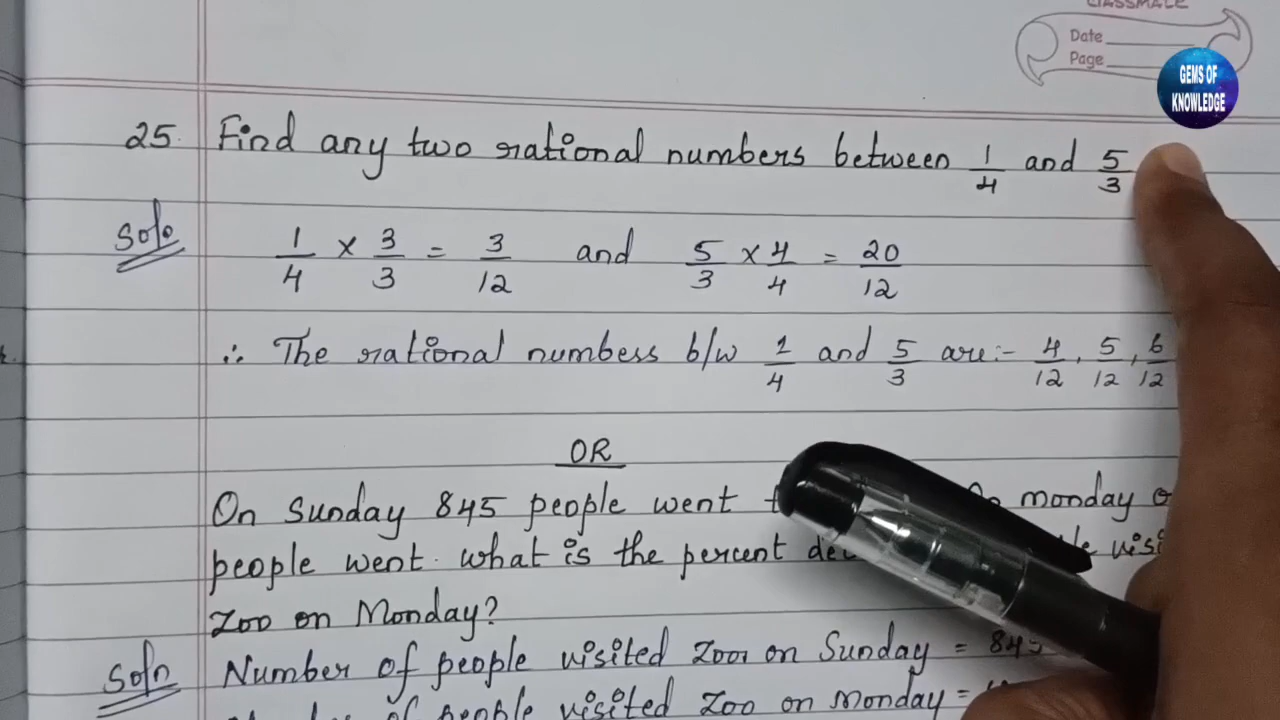 CLASSMATE
Date
Page
GEMS OF
KNOWLEDGE
25. Find any two rational numbers between 1/4 and 5/3
Soln
1/4 × 3/3 = 3/12 and 5/3 × 4/4 = 20/12
∴ The rational numbess b/w 1/4 and 5/3 are:- 4/12, 5/12, 6/12
OR
On Sunday 845 people went monday
people went. what is the percent
Zoo on Monday?
Soln Number of people visited Zoo on Sunday = 845
of people visited Zoo on monday =